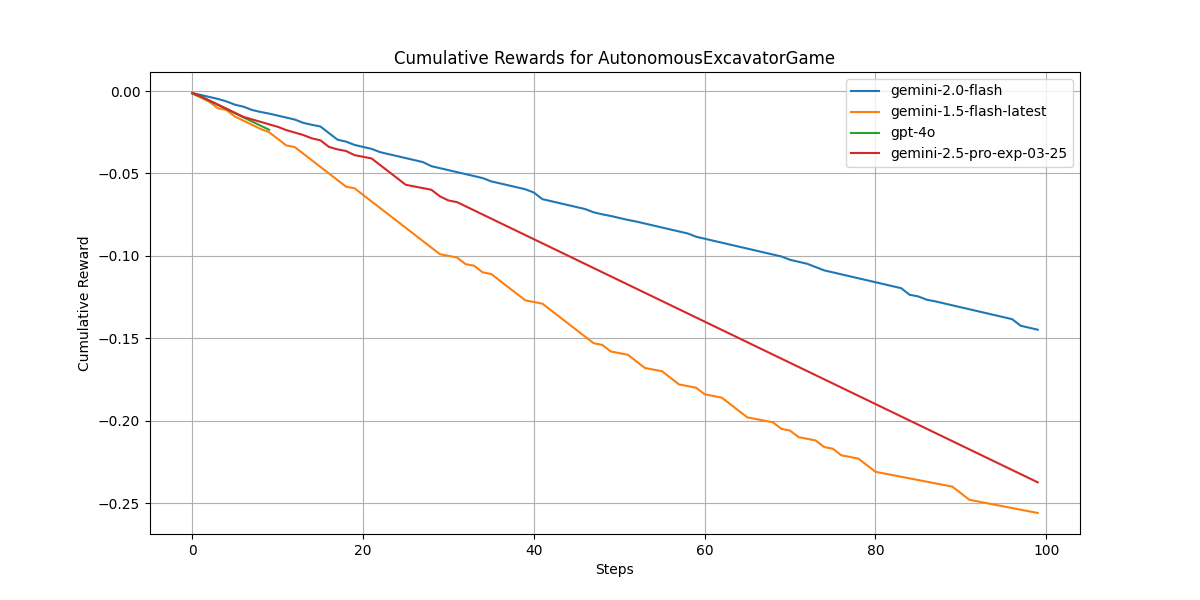 Cumulative Rewards for AutonomousExcavatorGame
gemini-2.0-flash
gemini-1.5-flash-latest
gpt-4o
gemini-2.5-pro-exp-03-25
Cumulative Reward
0.00
−0.05
−0.10
−0.15
−0.20
−0.25
0 20 40 60 80 100
Steps